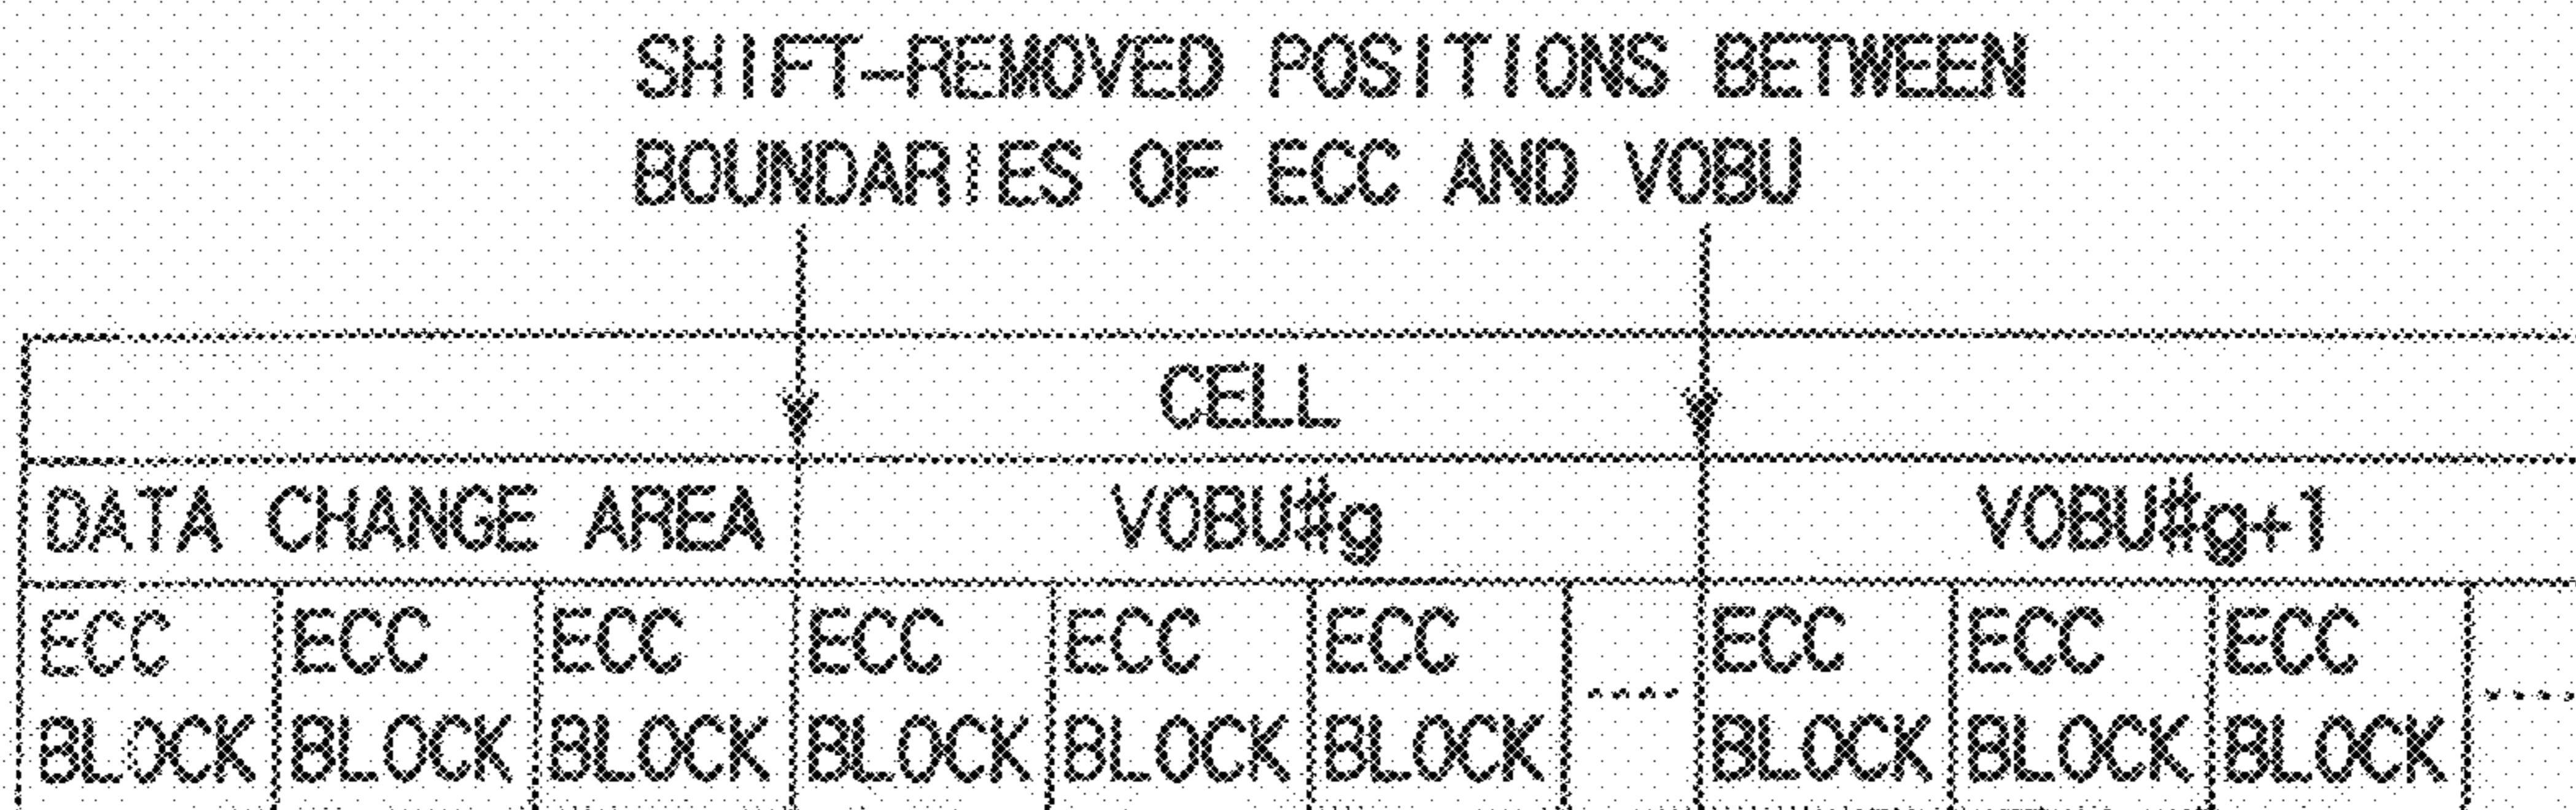 SHIFT-REMOVED POSITIONS BETWEEN
BOUNDARIES OF ECC AND VOBU
CELL
DATA CHANGE AREA VOBU#g VOBU#g+1
ECC ECC ECC ECC ECC ECC ECC ECC ECC
BLOCK BLOCK BLOCK BLOCK BLOCK BLOCK BLOCK BLOCK BLOCK